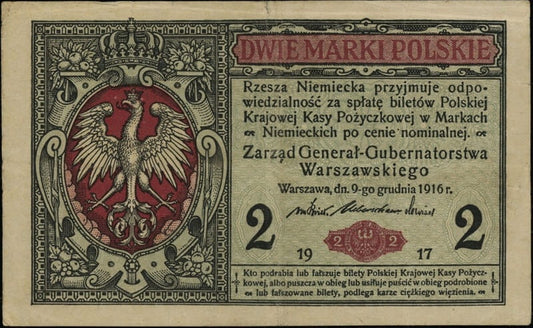 DWIE MARKI POLSKIE
Rzesza Niemiecka przyjmuje odpo-
wiedzialność za spłatę biletów Polskiej
Krajowej Kasy Pożyczkowej w Markach
Niemieckich po cenie nominalnej.
Zarząd Generał-Gubernatorstwa
Warszawskiego
Warszawa, dn. 9-go grudnia 1916 r.
2 19 2 2 17 2
Kto podrabia lub fałszuje bilety Polskiej Krajowej Kasy Pożycz-
kowej, albo puszcza w obieg lub usiłuje puścić w obieg podrobione
lub fałszowane bilety, podlega karze ciężkiego więzienia.